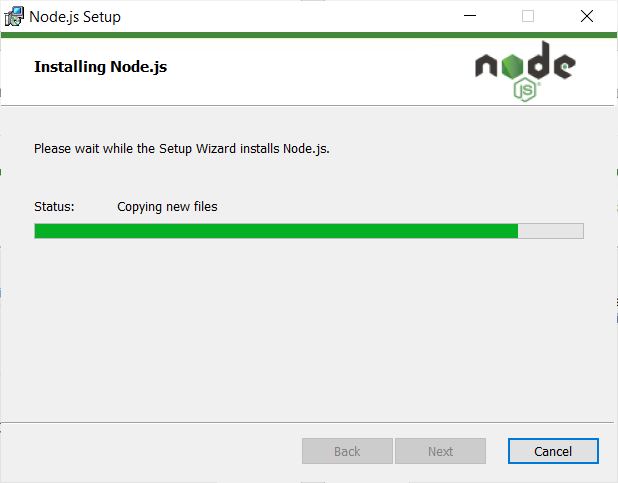 Node.js Setup
Installing Node.js
node
JS
Please wait while the Setup Wizard installs Node.js.
Status: Copying new files
Back Next Cancel